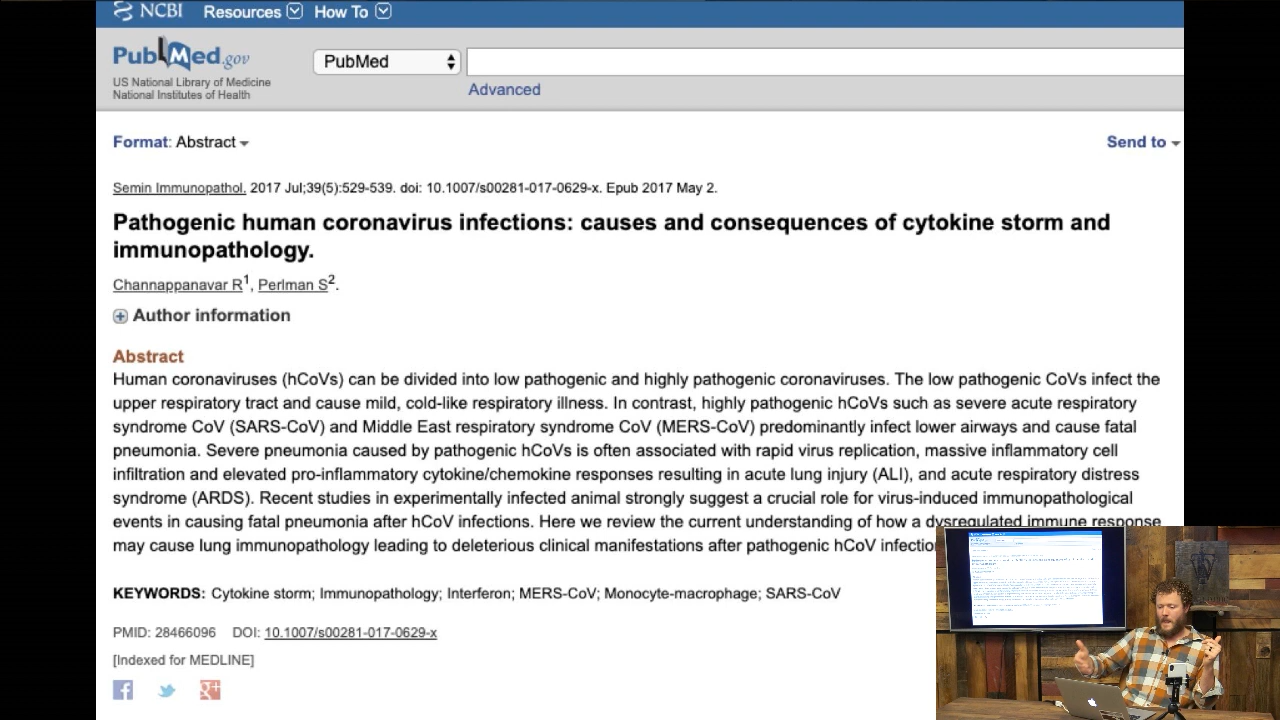 NCBI Resources How To
PubMed.gov
US National Library of Medicine
National Institutes of Health
PubMed
Advanced
Format: Abstract
Send to
Semin Immunopathol. 2017 Jul;39(5):529-539. doi: 10.1007/s00281-017-0629-x. Epub 2017 May 2.
Pathogenic human coronavirus infections: causes and consequences of cytokine storm and
immunopathology.
Channappanavar R1, Perlman S2.
Author information
Abstract
Human coronaviruses (hCoVs) can be divided into low pathogenic and highly pathogenic coronaviruses. The low pathogenic CoVs infect the
upper respiratory tract and cause mild, cold-like respiratory illness. In contrast, highly pathogenic hCoVs such as severe acute respiratory
syndrome CoV (SARS-CoV) and Middle East respiratory syndrome CoV (MERS-CoV) predominantly infect lower airways and cause fatal
pneumonia. Severe pneumonia caused by pathogenic hCoVs is often associated with rapid virus replication, massive inflammatory cell
infiltration and elevated pro-inflammatory cytokine/chemokine responses resulting in acute lung injury (ALI), and acute respiratory distress
syndrome (ARDS). Recent studies in experimentally infected animal strongly suggest a crucial role for virus-induced immunopathological
events in causing fatal pneumonia after hCoV infections. Here we review the current understanding of how a dysregulated immune response
may cause lung immunopathology leading to deleterious clinical manifestations after pathogenic hCoV
KEYWORDS: Cytokine storm; Immunopathology; Interferon; MERS-CoV; Monocyte-macrophage; SARS-CoV
PMID: 28466096 DOI: 10.1007/s00281-017-0629-x
[Indexed for MEDLINE]